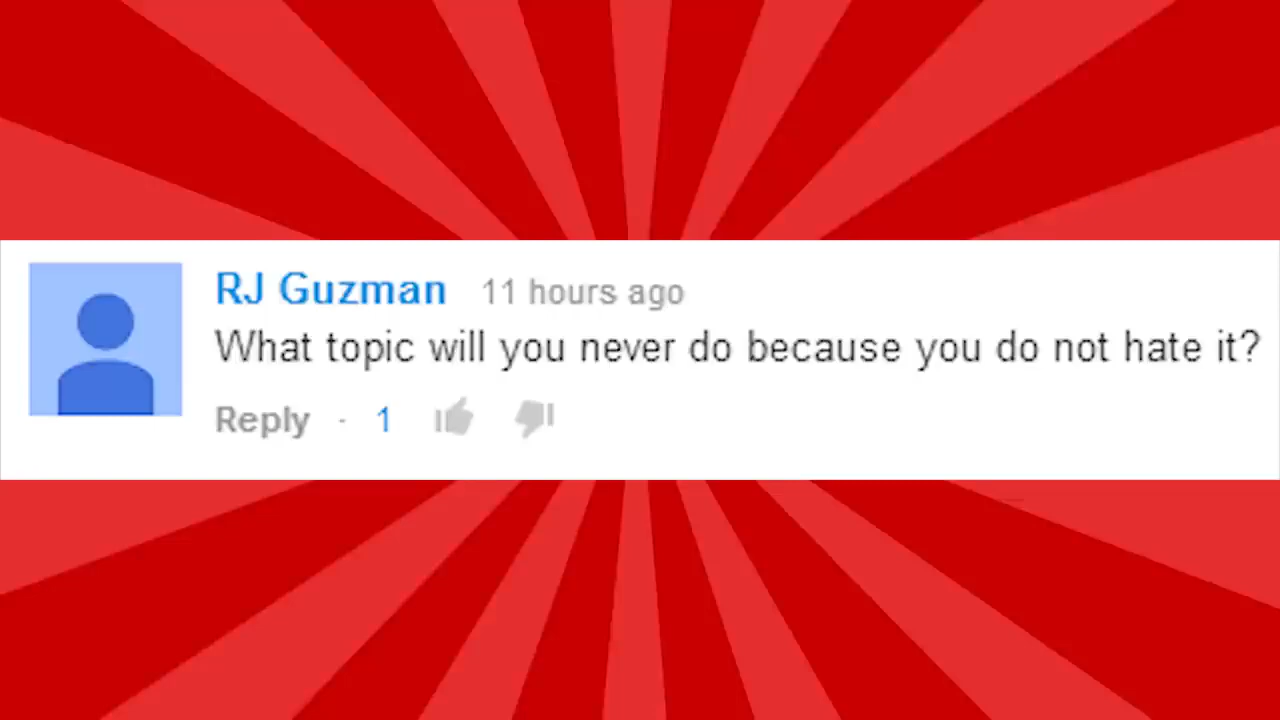 RJ Guzman 11 hours ago
What topic will you never do because you do not hate it?
Reply · 1